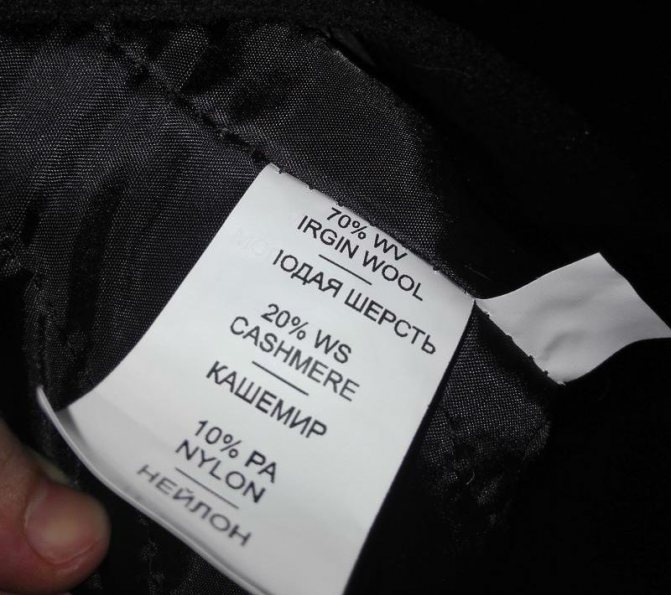 70% WV
IRGIN WOOL
ЮДАЯ ШЕРСТЬ
20% WS
CASHMERE
КАШЕМИР
10% PA
NYLON
НЕЙЛОН